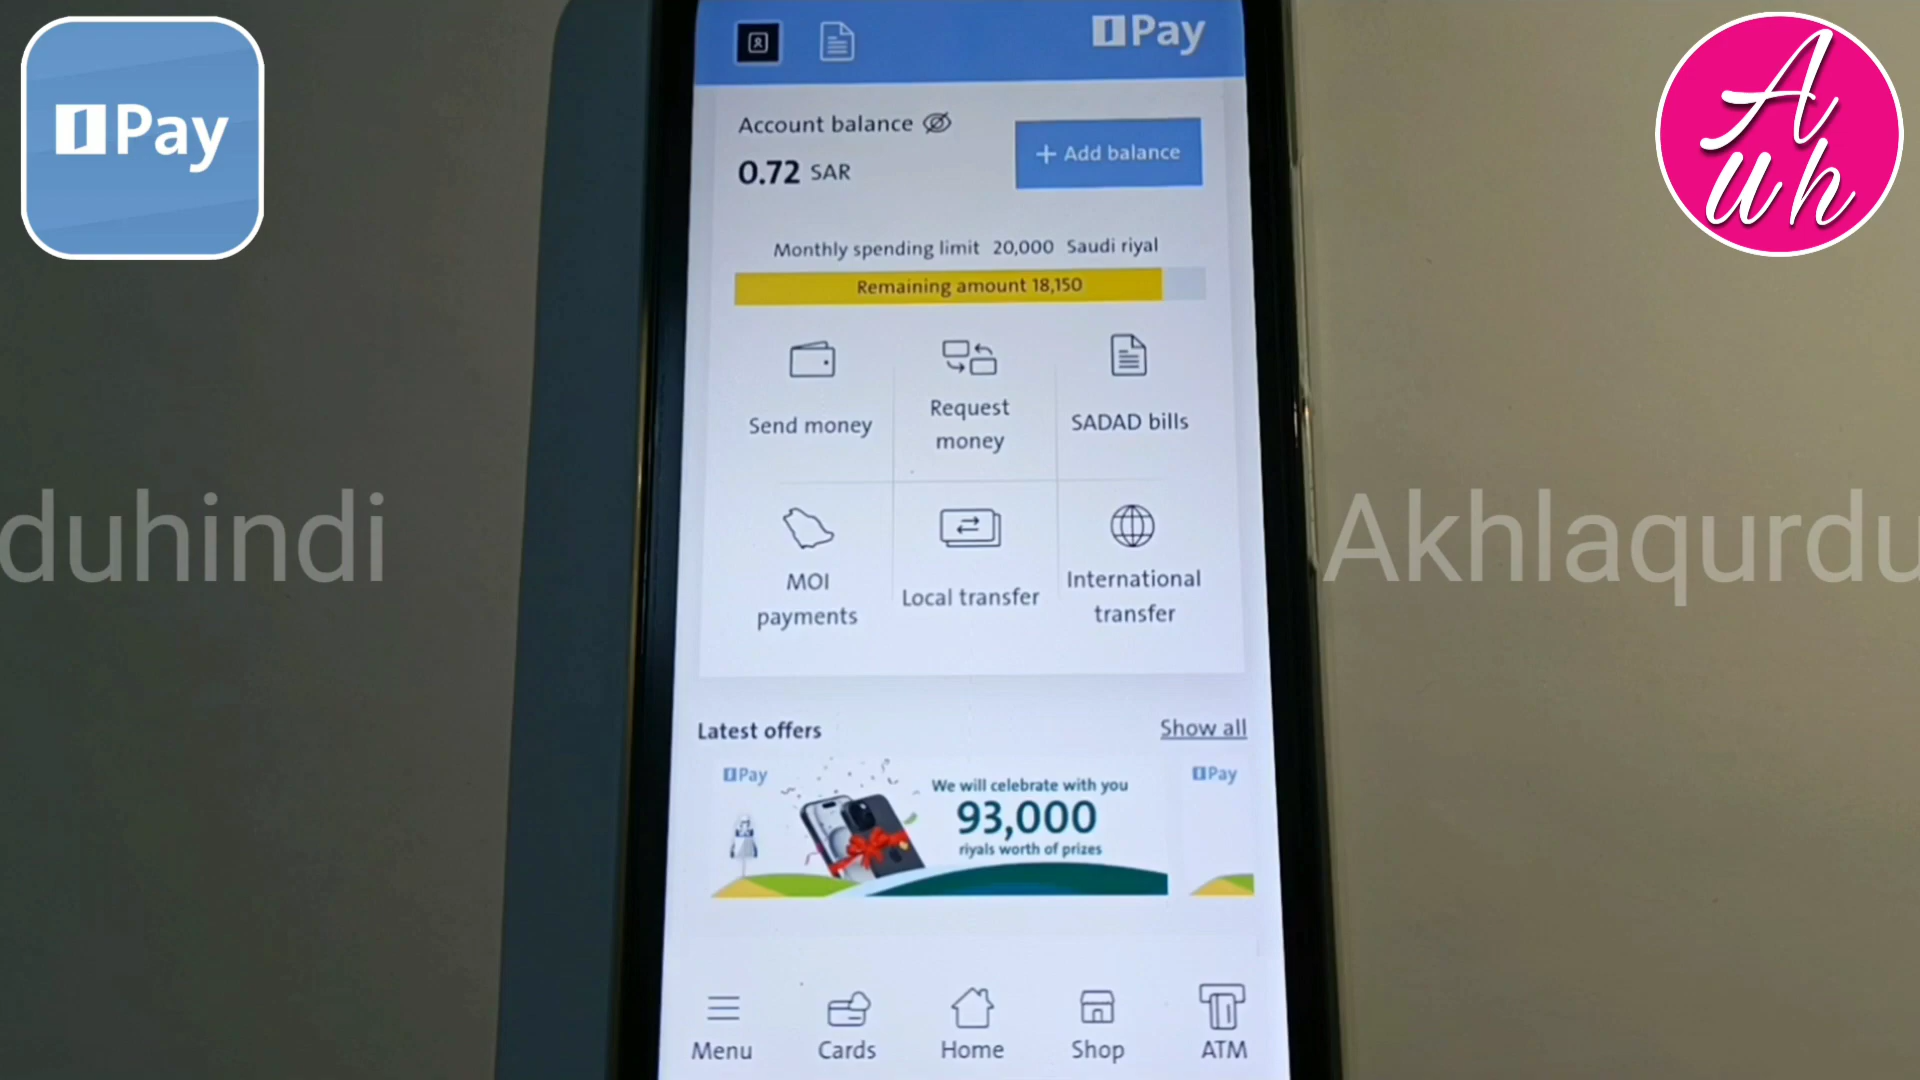 Pay
Pay
A
wh
Account balance
0.72 SAR
+ Add balance
Monthly spending limit 20,000 Saudi riyal
Remaining amount 18,150
Send money
Request
money
SADAD bills
duhindi
Akhlaqurdu
MOI
payments
Local transfer
International
transfer
Latest offers
Show all
Pay
We will celebrate with you
93,000
riyals worth of prizes
Pay
Menu
Cards
Home
Shop
ATM